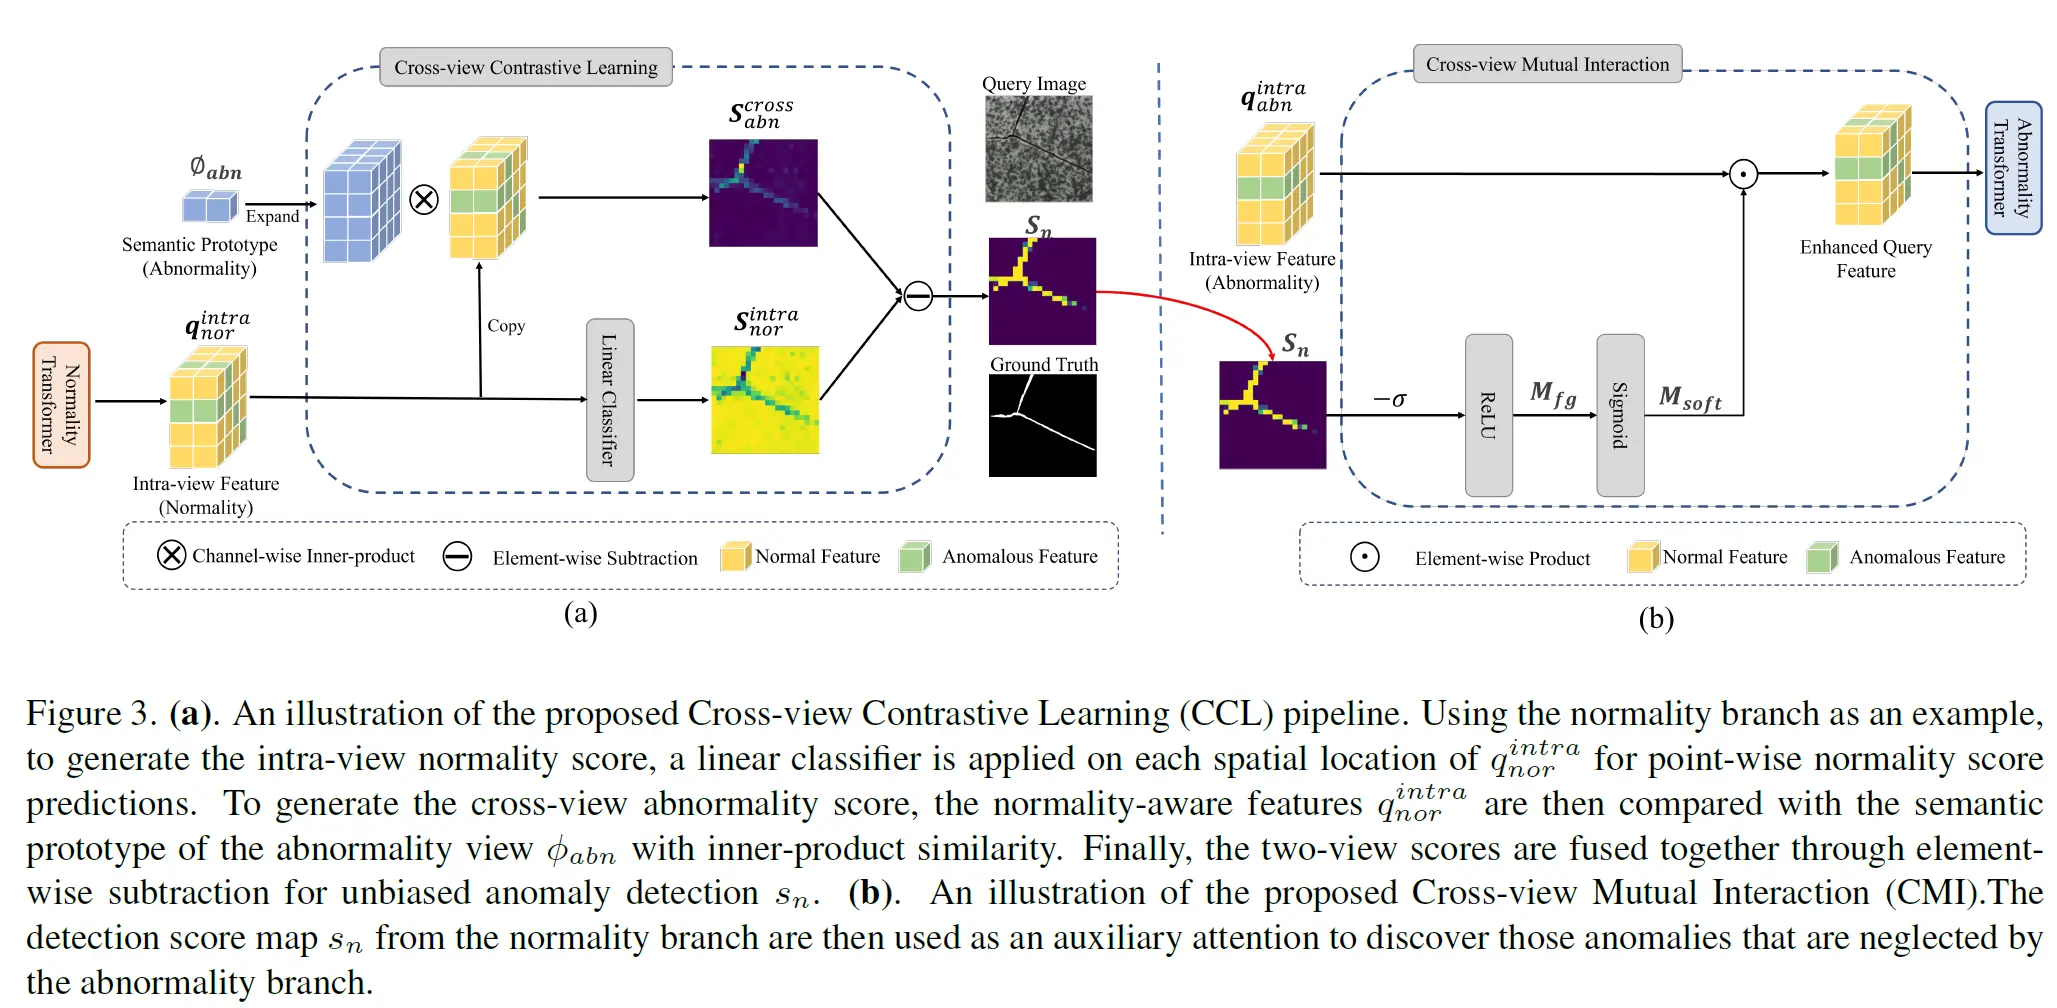 Cross-view Contrastive Learning
S_{abn}^{cross}
Query Image
∅_{abn}
Expand
Semantic Prototype
(Abnormality)
S_n
q_{nor}^{intra}
Copy
S_{nor}^{intra}
Ground Truth
Normality
Transformer
Linear Classifier
Intra-view Feature
(Normality)
Channel-wise Inner-product
Element-wise Subtraction
Normal Feature
Anomalous Feature
(a)
Cross-view Mutual Interaction
q_{abn}^{intra}
Abnormality
Transformer
Intra-view Feature
(Abnormality)
Enhanced Query
Feature
S_n
−σ
ReLU
M_{fg}
Sigmoid
M_{soft}
Element-wise Product
Normal Feature
Anomalous Feature
(b)
Figure 3. (a). An illustration of the proposed Cross-view Contrastive Learning (CCL) pipeline. Using the normality branch as an example,
to generate the intra-view normality score, a linear classifier is applied on each spatial location of q_{nor}^{intra} for point-wise normality score
predictions. To generate the cross-view abnormality score, the normality-aware features q_{nor}^{intra} are then compared with the semantic
prototype of the abnormality view ϕ_{abn} with inner-product similarity. Finally, the two-view scores are fused together through element-
wise subtraction for unbiased anomaly detection s_n. (b). An illustration of the proposed Cross-view Mutual Interaction (CMI).The
detection score map s_n from the normality branch are then used as an auxiliary attention to discover those anomalies that are neglected by
the abnormality branch.